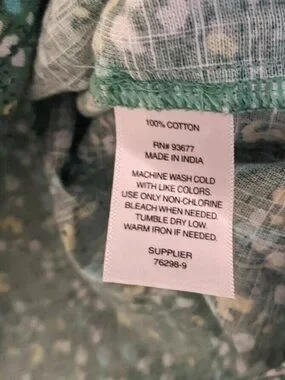 100% COTTON
RN# 93677
MADE IN INDIA
MACHINE WASH COLD
WITH LIKE COLORS.
USE ONLY NON-CHLORINE
BLEACH WHEN NEEDED.
TUMBLE DRY LOW.
WARM IRON IF NEEDED.
SUPPLIER
76298-9